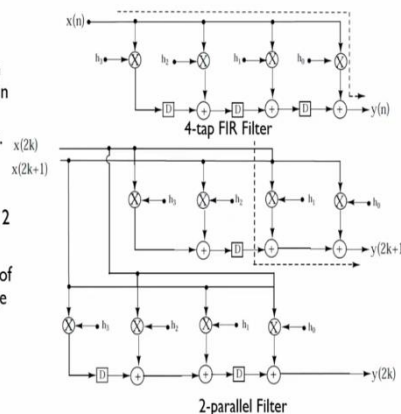 x(n)
h₃ h₂ h₁ h₀
n
D + D + D + y(n)
4-tap FIR Filter
x(2k)
x(2k+1)
h₃ h₂ h₁ h₀
2
+ D + + y(2k+1
of
e
h₃ h₂ h₁ h₀
D + + D + y(2k)
2-parallel Filter